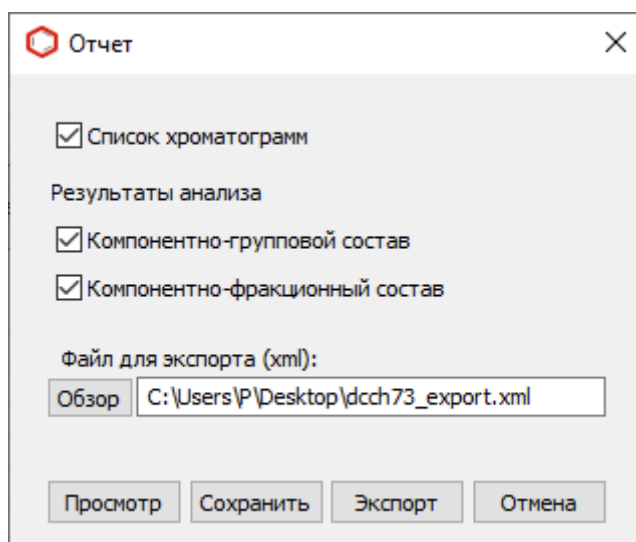 Отчет
Список хроматограмм
Результаты анализа
Компонентно-групповой состав
Компонентно-фракционный состав
Файл для экспорта (xml):
Обзор C:\Users\P\Desktop\dcch73_export.xml
Просмотр Сохранить Экспорт Отмена